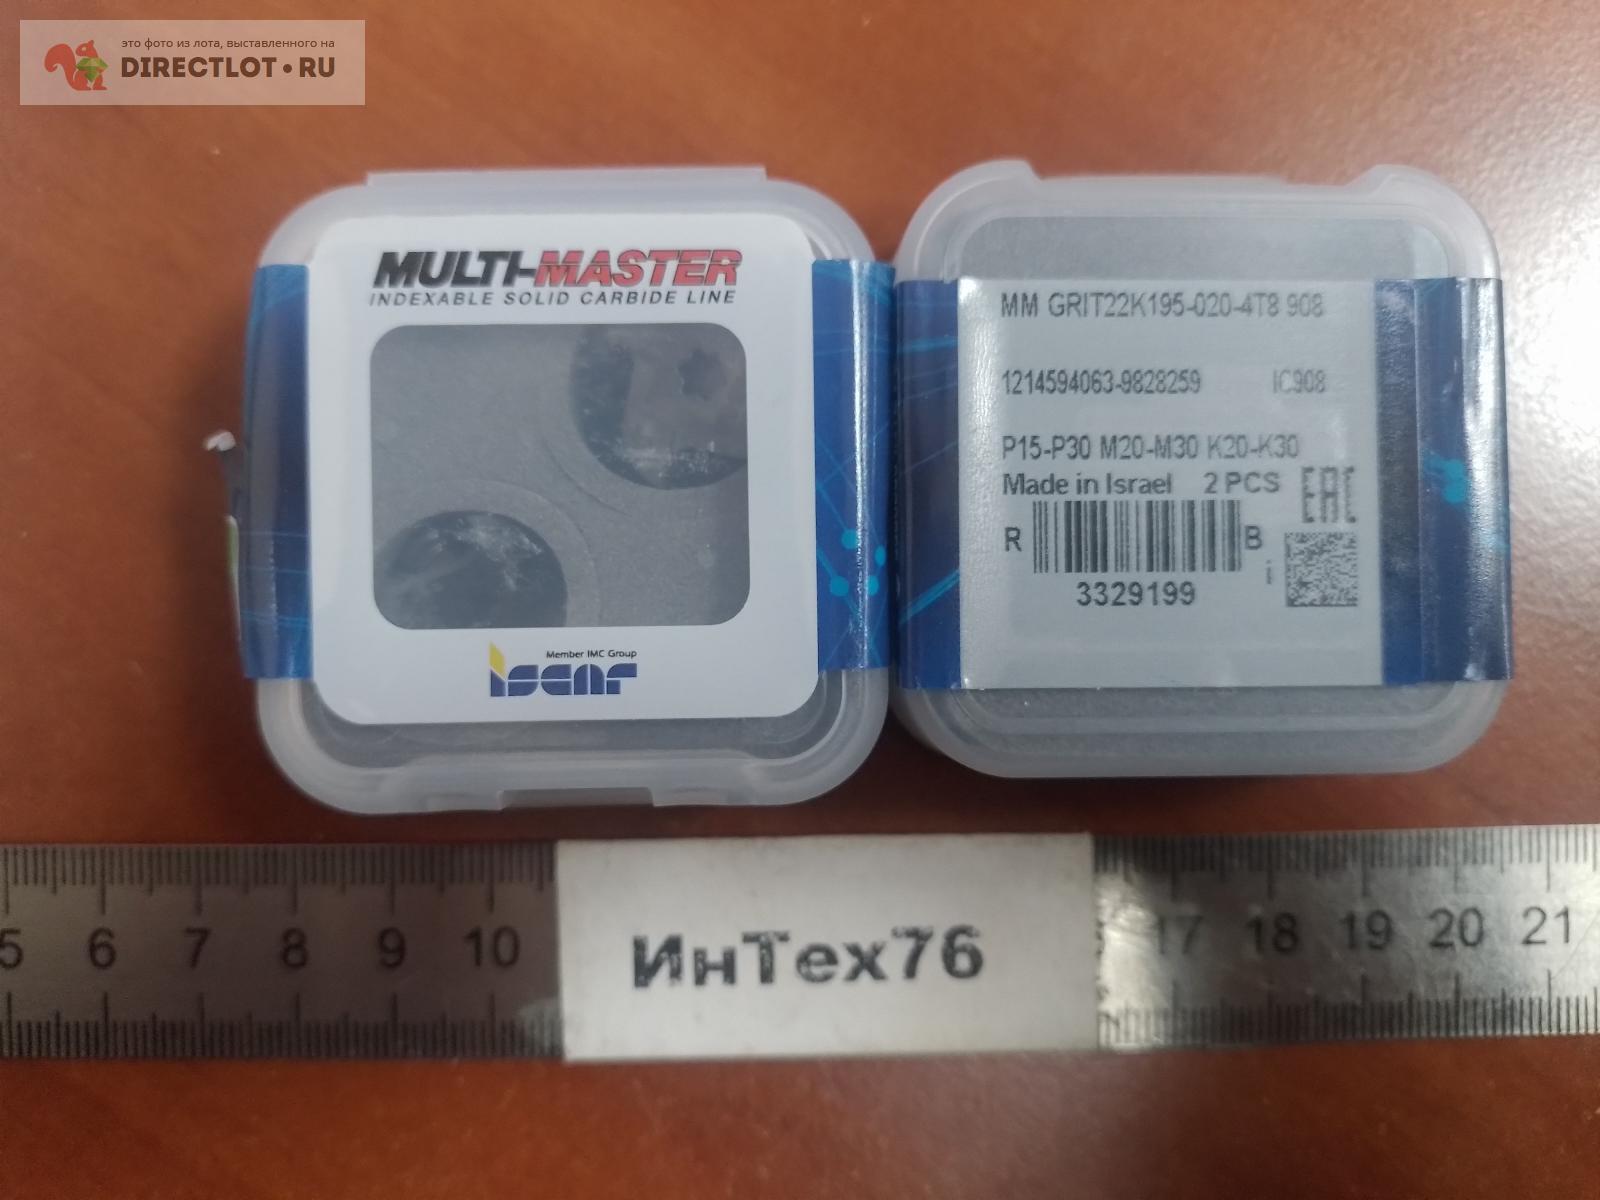 это фото из лота, выставленного на
DIRECTLOT•RU
MULTI-MASTER
INDEXABLE SOLID CARBIDE LINE
Member IMC Group
iscar
MM GRIT22K195-020-4T8 908
1214594063-9828259 IC908
P15-P30 M20-M30 K20-K30
Made in Israel 2 PCS EAC
R B
3329199
5 6 7 8 9 10 17 18 19 20 21
ИнТех76